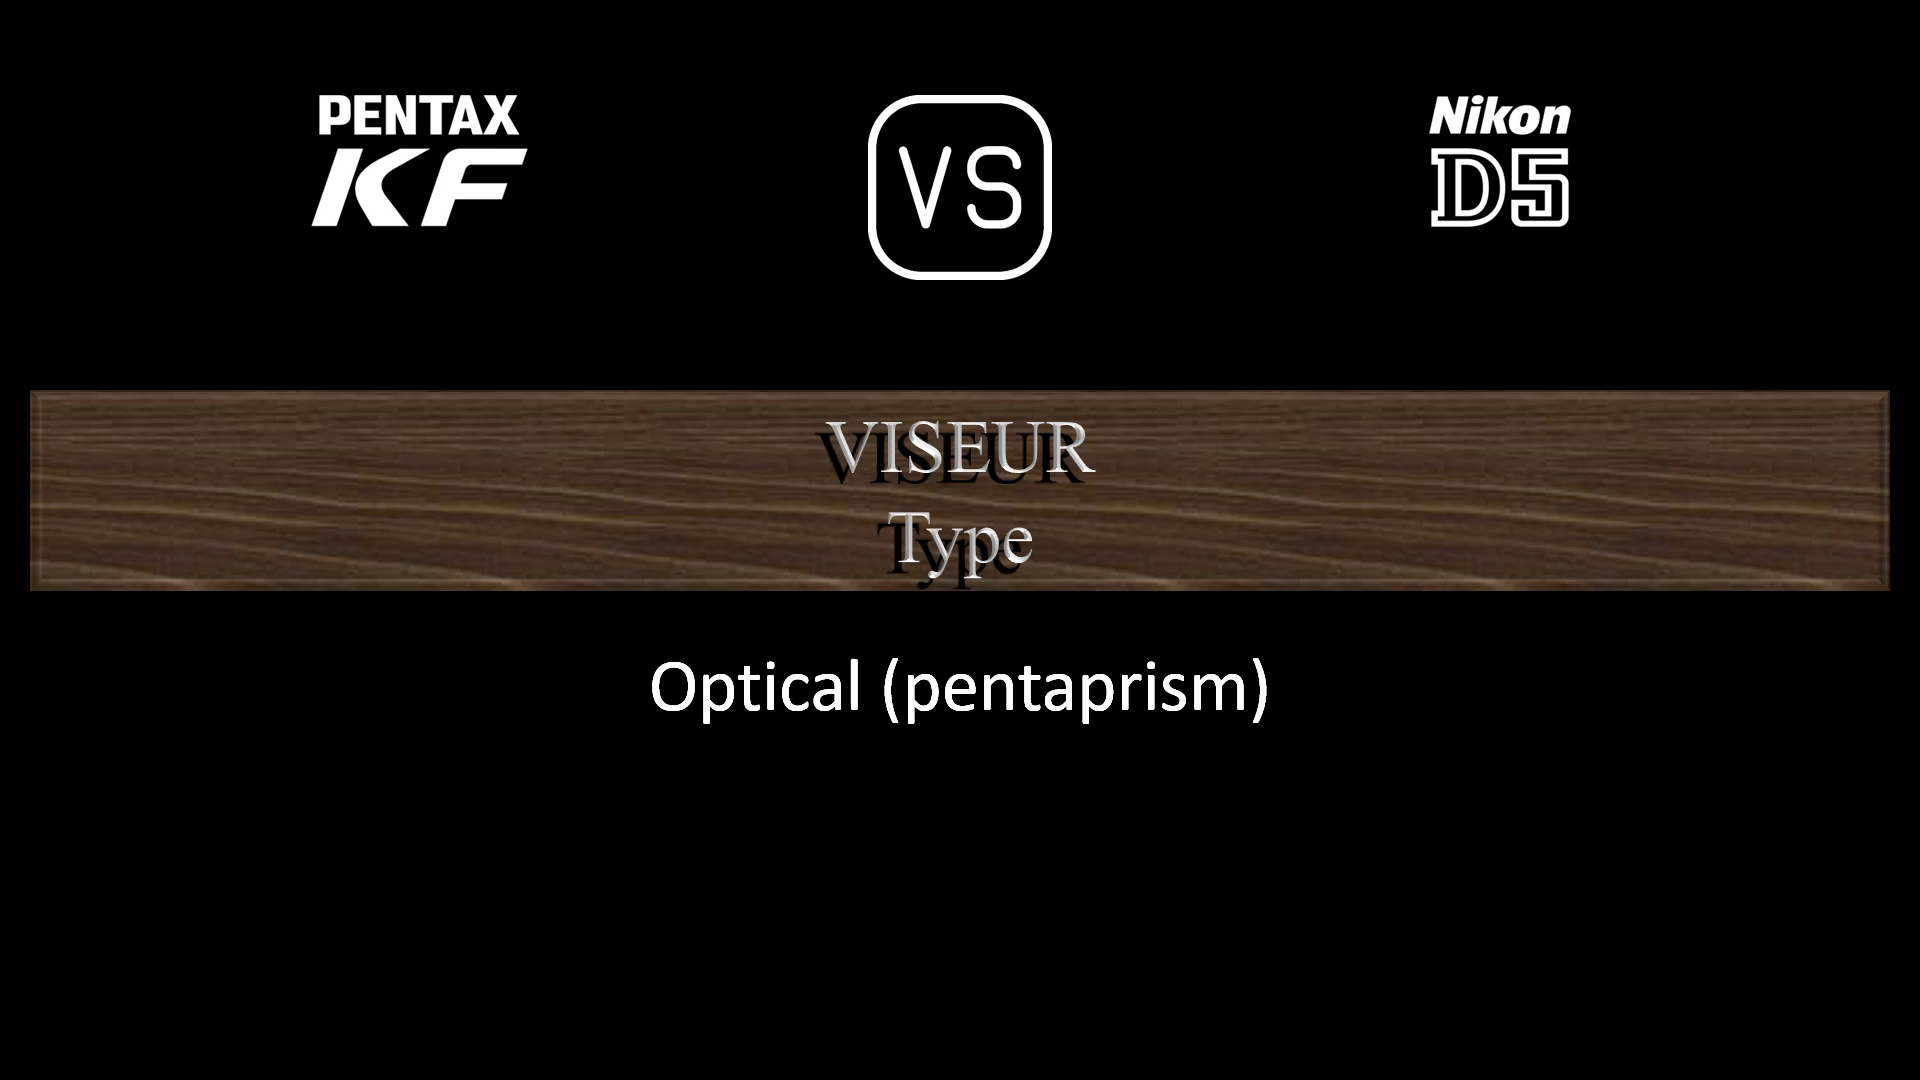 PENTAX
KF
VS
Nikon
D5
VISEUR
Type
Optical (pentaprism)